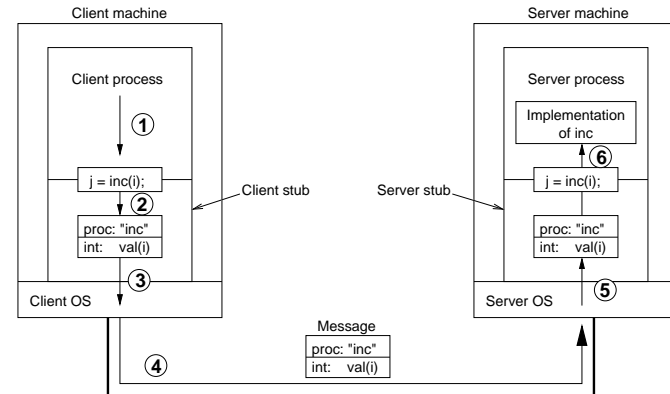 Client machine
Server machine
Client process
Server process
1
Implementation
of inc
6
j = inc(i);
j = inc(i);
Client stub
Server stub
2
proc: "inc"
int: val(i)
proc: "inc"
int: val(i)
3
5
Client OS
Server OS
Message
4
proc: "inc"
int: val(i)